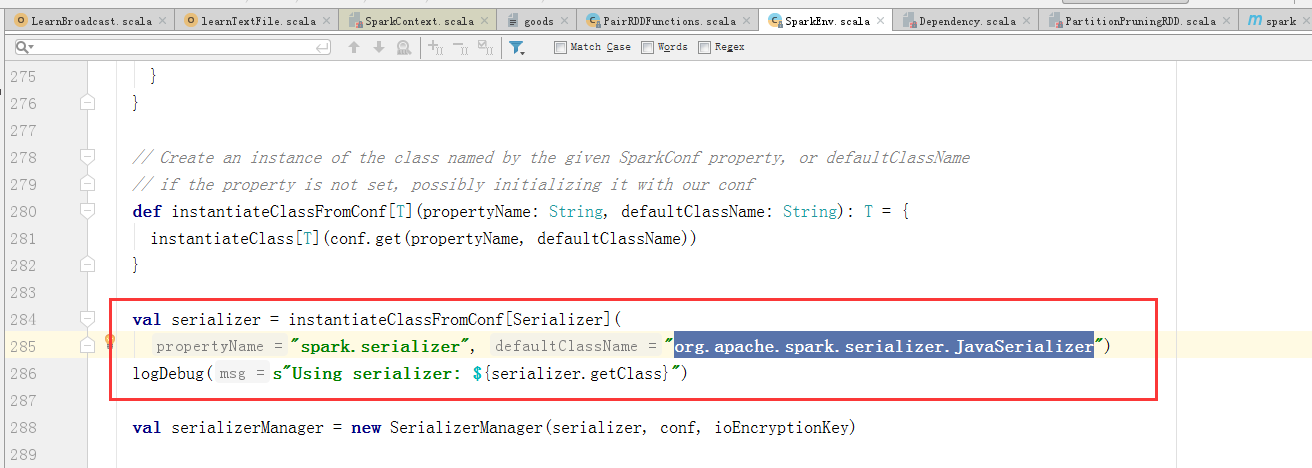 LearnBroadcast.scala learnTextFile.scala SparkContext.scala goods PairRDDFunctions.scala SparkEnv.scala Dependency.scala PartitionPruningRDD.scala spark
Match Case Words Regex
275 }
276 }
277
278 // Create an instance of the class named by the given SparkConf property, or defaultClassName
279 // if the property is not set, possibly initializing it with our conf
280 def instantiateClassFromConf[T](propertyName: String, defaultClassName: String): T = {
281 instantiateClass[T](conf.get(propertyName, defaultClassName))
282 }
283
284 val serializer = instantiateClassFromConf[Serializer](
285 propertyName = "spark.serializer", defaultClassName = "org.apache.spark.serializer.JavaSerializer")
286 logDebug( msg = s"Using serializer: ${serializer.getClass}")
287
288 val serializerManager = new SerializerManager(serializer, conf, ioEncryptionKey)
289